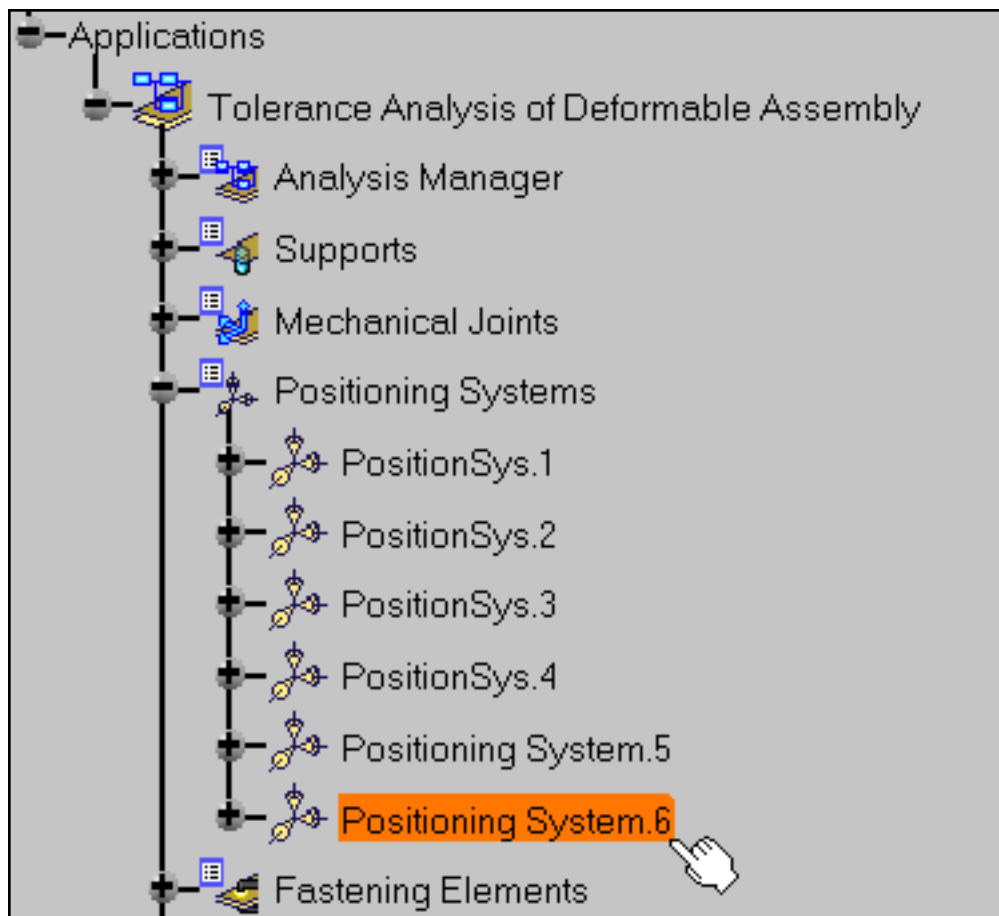 Applications
Tolerance Analysis of Deformable Assembly
Analysis Manager
Supports
Mechanical Joints
Positioning Systems
PositionSys.1
PositionSys.2
PositionSys.3
PositionSys.4
Positioning System.5
Positioning System.6
Fastening Elements